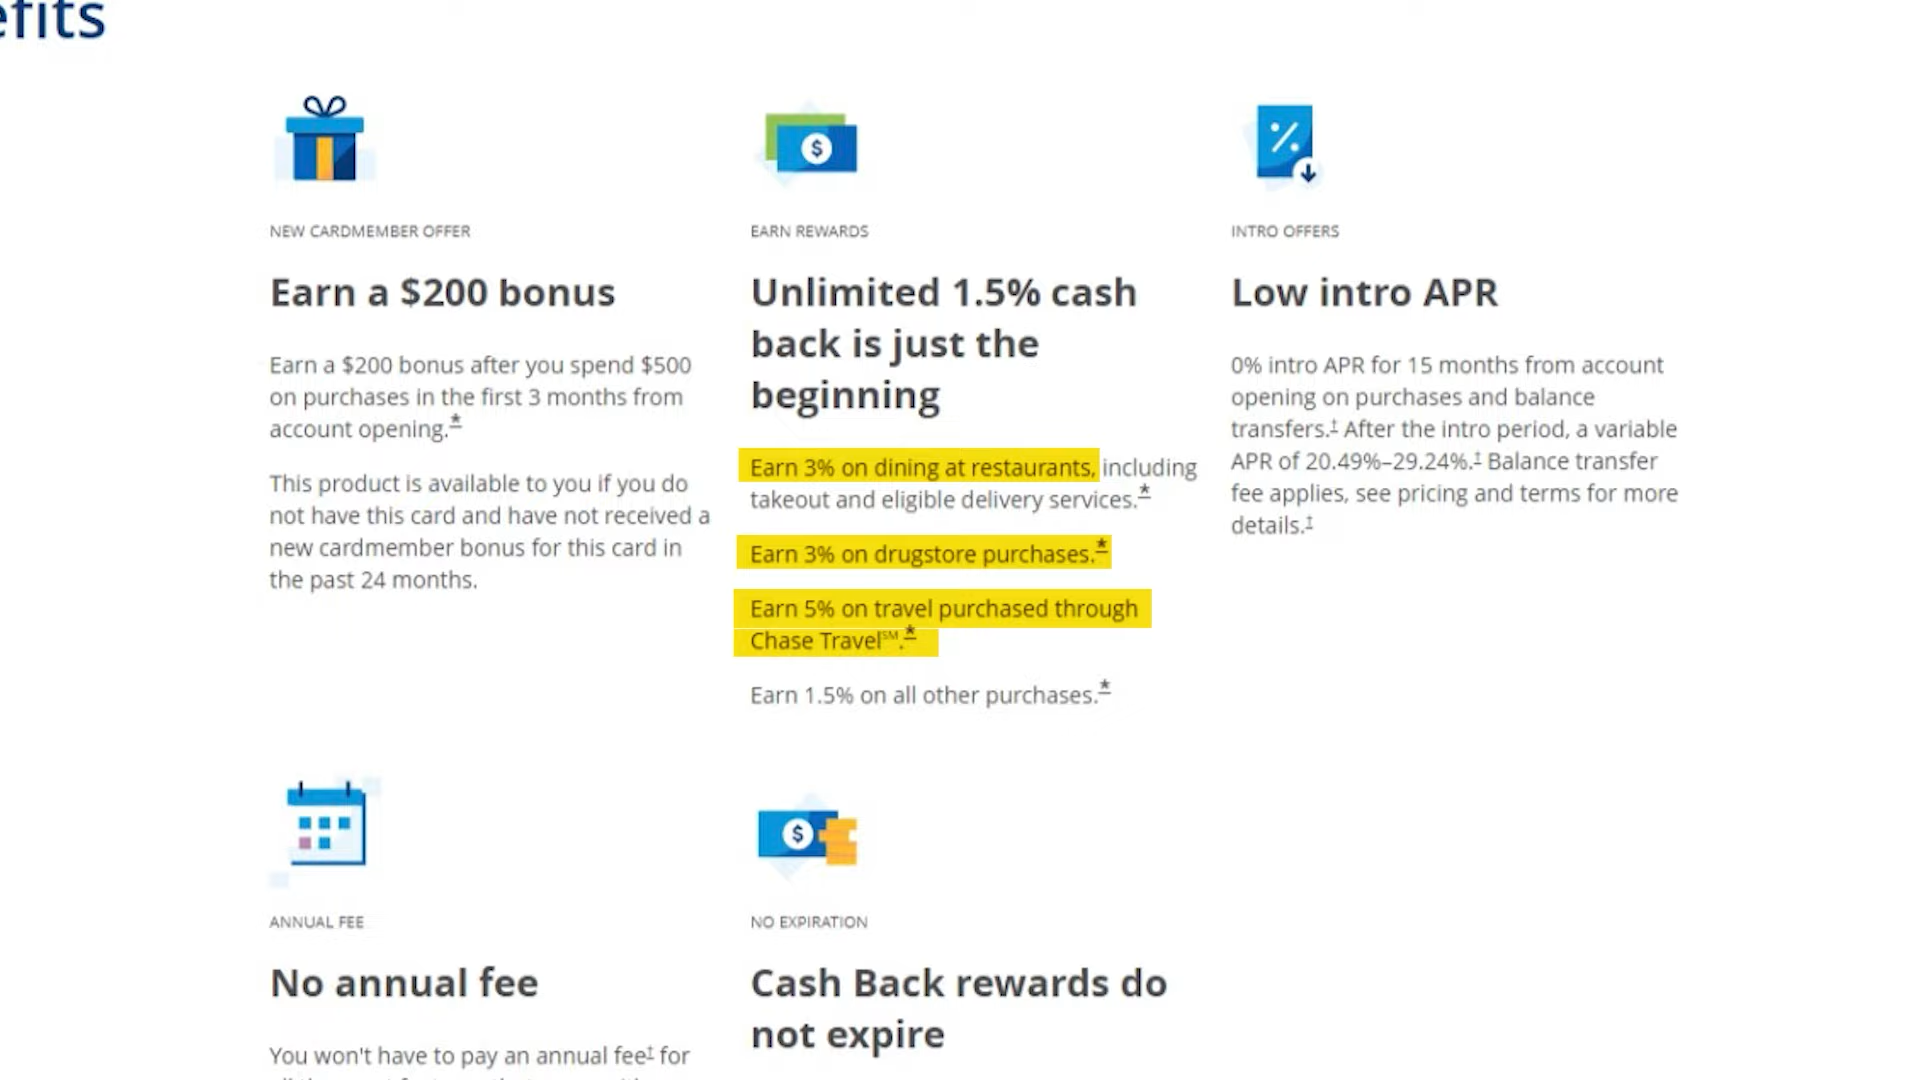 efits
NEW CARDMEMBER OFFER
Earn a $200 bonus
Earn a $200 bonus after you spend $500
on purchases in the first 3 months from
account opening.*
This product is available to you if you do
not have this card and have not received a
new cardmember bonus for this card in
the past 24 months.
EARN REWARDS
Unlimited 1.5% cash
back is just the
beginning
Earn 3% on dining at restaurants, including
takeout and eligible delivery services.*
Earn 3% on drugstore purchases.*
Earn 5% on travel purchased through
Chase Travel℠.*
Earn 1.5% on all other purchases.*
INTRO OFFERS
Low intro APR
0% intro APR for 15 months from account
opening on purchases and balance
transfers.† After the intro period, a variable
APR of 20.49%–29.24%.† Balance transfer
fee applies, see pricing and terms for more
details.†
ANNUAL FEE
No annual fee
You won't have to pay an annual fee† for
NO EXPIRATION
Cash Back rewards do
not expire